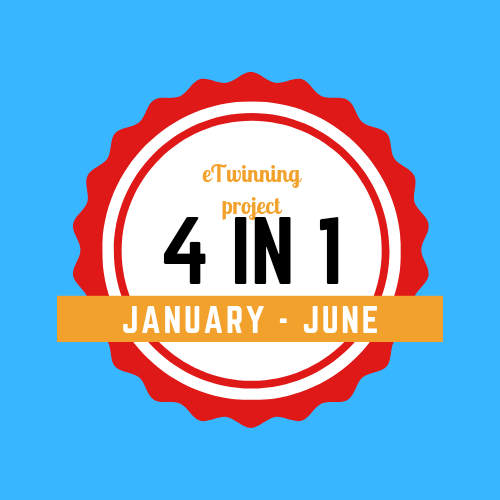 eTwinning
project
4 IN 1
JANUARY - JUNE